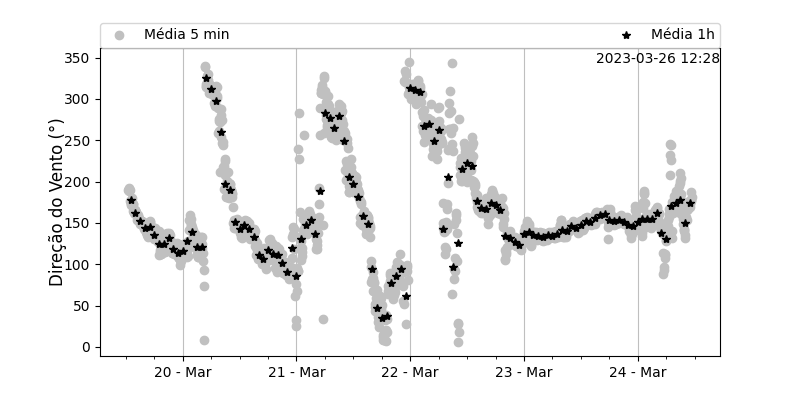 Média 5 min
Média 1h
2023-03-26 12:28
Direção do Vento (°)
350
300
250
200
150
100
50
0
20 - Mar
21 - Mar
22 - Mar
23 - Mar
24 - Mar